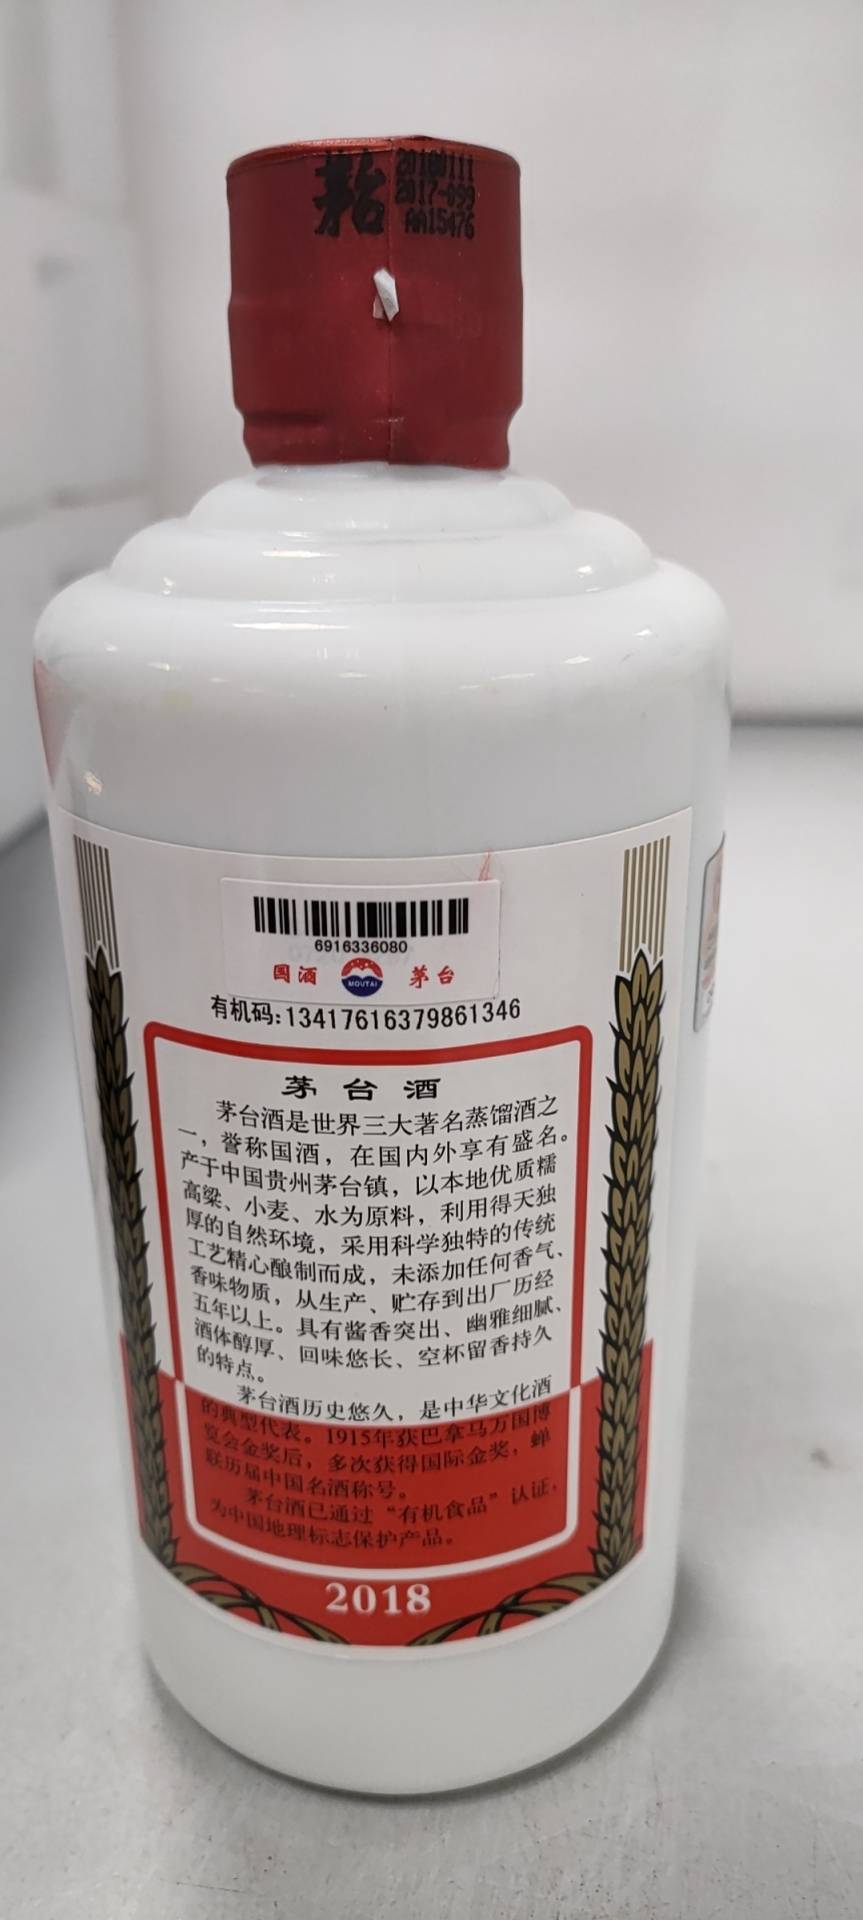 茅台
20180111
2017-099
AA15476
6916336080
国酒 MOUTAI 茅台
有机码:13417616379861346
茅台酒
茅台酒是世界三大著名蒸馏酒之
一，誉称国酒，在国内外享有盛名。
产于中国贵州茅台镇，以本地优质糯
高粱、小麦、水为原料，利用得天独
厚的自然环境，采用科学独特的传统
工艺精心酿制而成，未添加任何香气、
香味物质，从生产、贮存到出厂历经
五年以上。具有酱香突出、幽雅细腻、
酒体醇厚、回味悠长、空杯留香持久
的特点。
茅台酒历史悠久，是中华文化酒
的典型代表。1915年获巴拿马万国博
览会金奖后，多次获得国际金奖，蝉
联历届中国名酒称号。
茅台酒已通过“有机食品”认证，
为中国地理标志保护产品。
2018